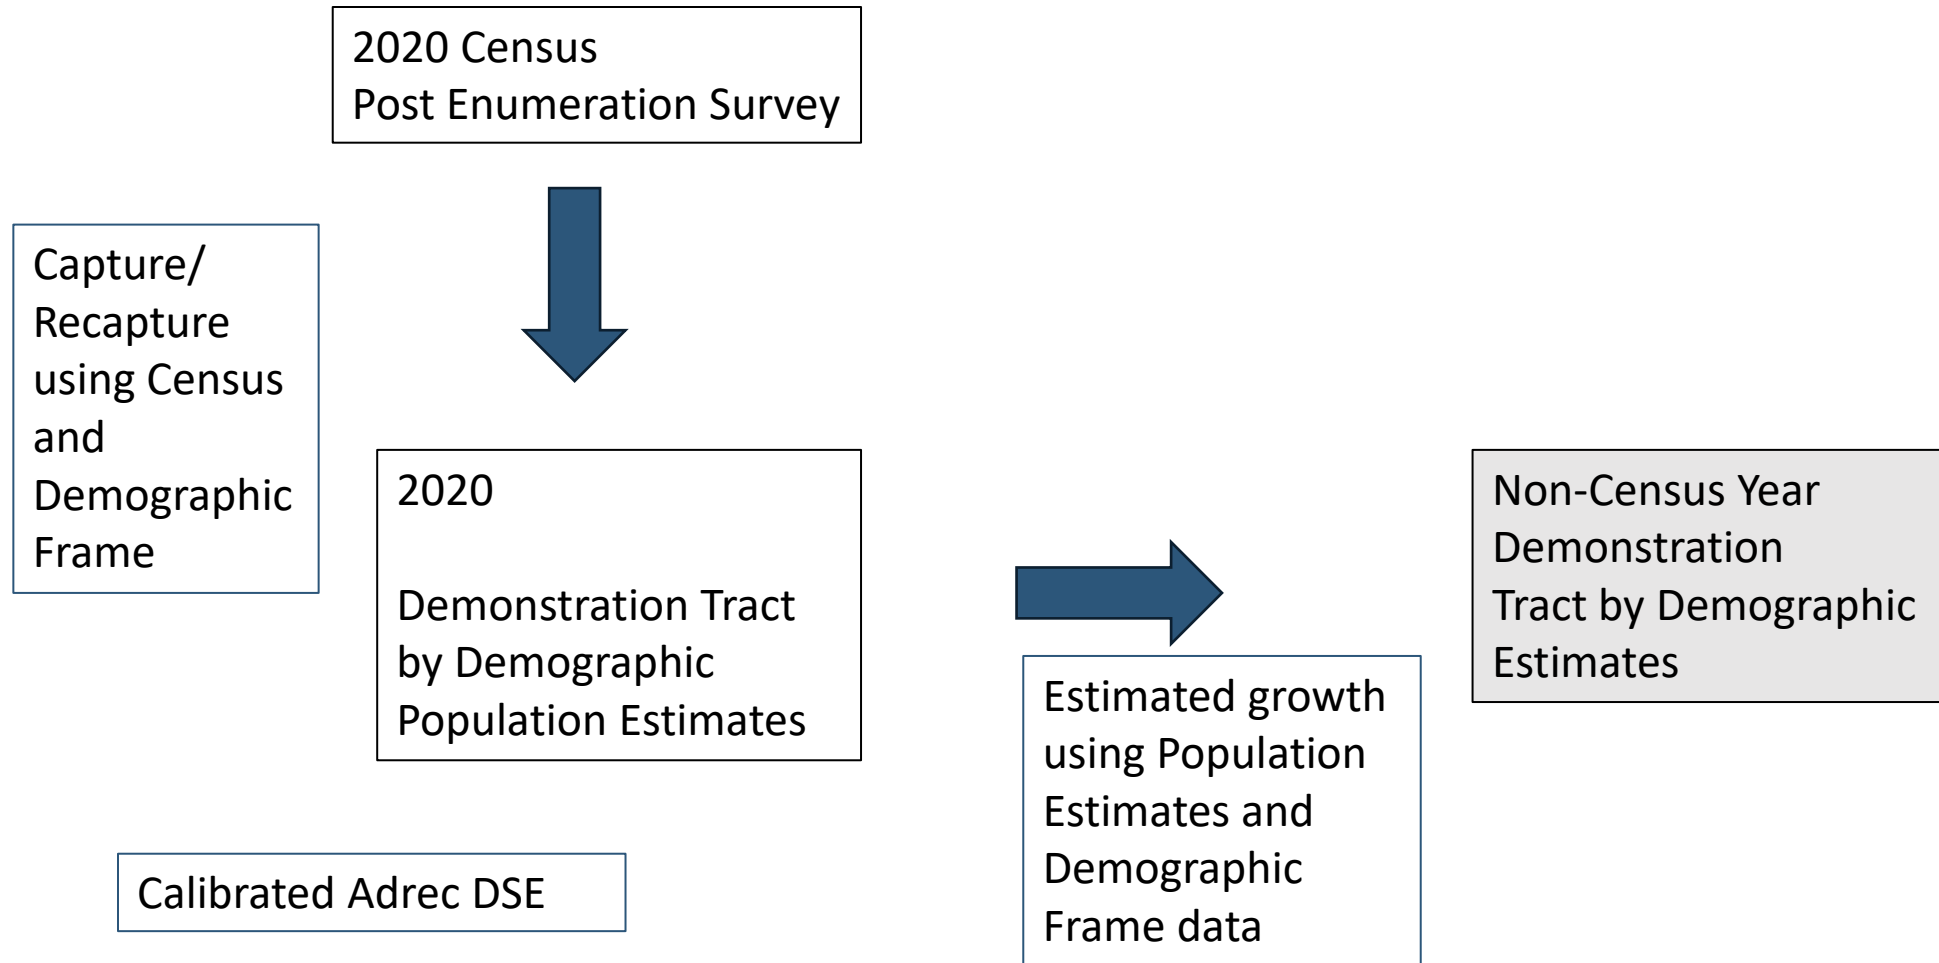 2020 Census
Post Enumeration Survey
Capture/
Recapture
using Census
and
Demographic
Frame
2020
Demonstration Tract
by Demographic
Population Estimates
Calibrated Adrec DSE
Estimated growth
using Population
Estimates and
Demographic
Frame data
Non-Census Year
Demonstration
Tract by Demographic
Estimates